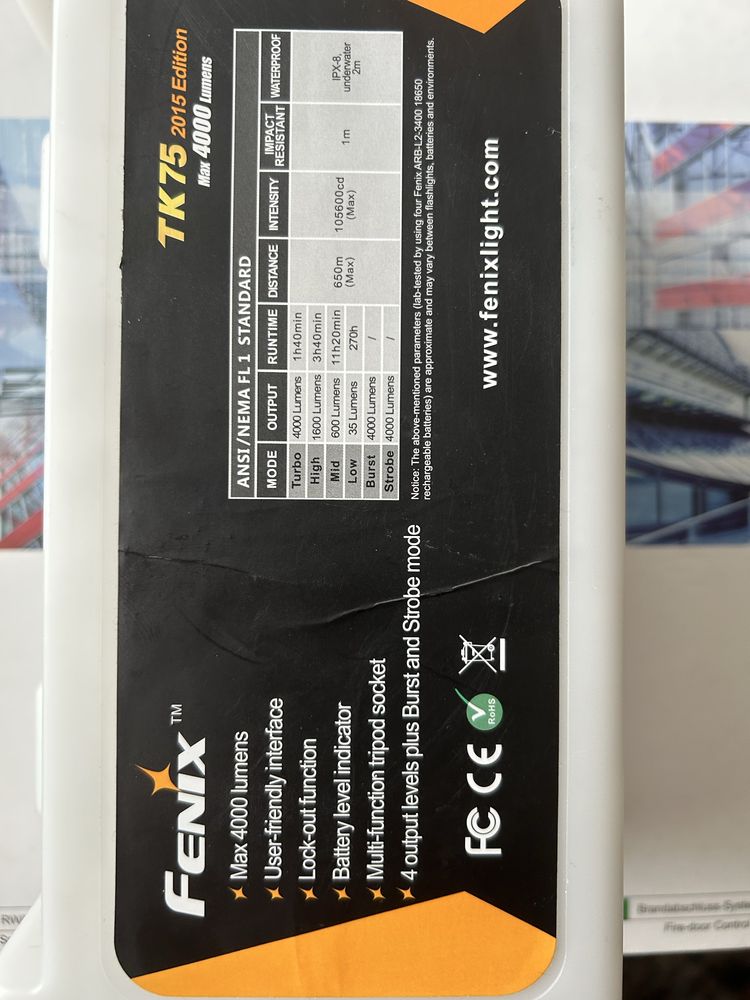 FENIX™
Max 4000 lumens
User-friendly interface
Lock-out function
Battery level indicator
Multi-function tripod socket
4 output levels plus Burst and Strobe mode
FC CE RoHS
TK75 2015 Edition
Max 4000 Lumens
ANSI/NEMA FL1 STANDARD
MODE OUTPUT RUNTIME DISTANCE INTENSITY IMPACT RESISTANT WATERPROOF
Turbo 4000 Lumens 1h40min
High 1600 Lumens 3h40min
Mid 600 Lumens 11h20min
Low 35 Lumens 270h
Burst 4000 Lumens /
Strobe 4000 Lumens /
650m (Max)
105600cd (Max)
1m
IPX-8, underwater 2m
Notice: The above-mentioned parameters (lab-tested by using four Fenix ARB-L2-3400 18650
rechargeable batteries) are approximate and may vary between flashlights, batteries and environments.
www.fenixlight.com
Fire-door Control